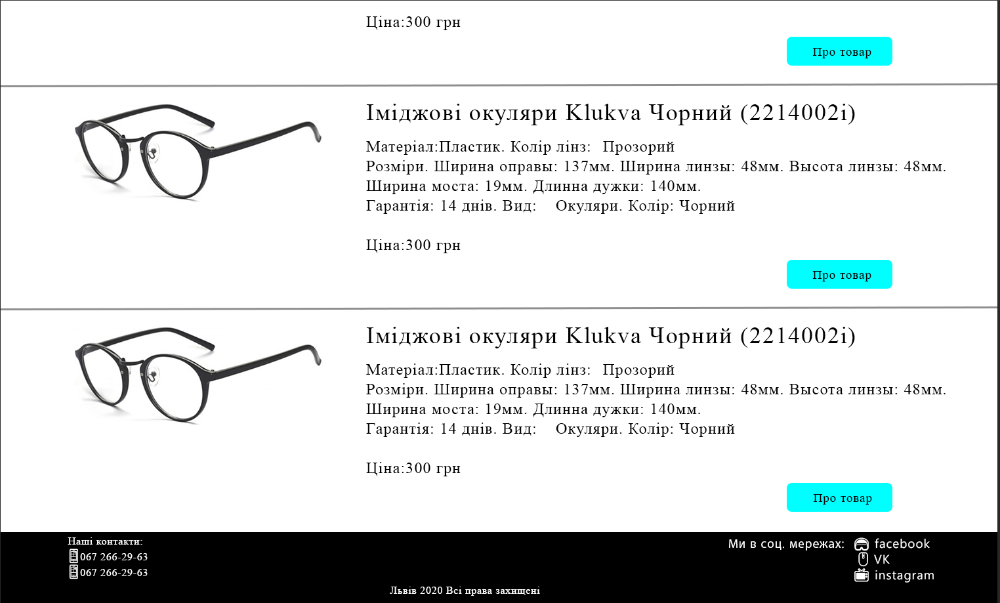 Ціна:300 грн
Про товар
Іміджові окуляри Klukva Чорний (2214002i)
Матеріал:Пластик. Колір лінз: Прозорий
Розміри. Ширина оправы: 137мм. Ширина линзы: 48мм. Высота линзы: 48мм.
Ширина моста: 19мм. Длинна дужки: 140мм.
Гарантія: 14 днів. Вид: Окуляри. Колір: Чорний
Ціна:300 грн
Про товар
Іміджові окуляри Klukva Чорний (2214002i)
Матеріал:Пластик. Колір лінз: Прозорий
Розміри. Ширина оправы: 137мм. Ширина линзы: 48мм. Высота линзы: 48мм.
Ширина моста: 19мм. Длинна дужки: 140мм.
Гарантія: 14 днів. Вид: Окуляри. Колір: Чорний
Ціна:300 грн
Про товар
Наші контакти:
067 266-29-63
067 266-29-63
Ми в соц. мережах: facebook
VK
instagram
Львів 2020 Всі права захищені